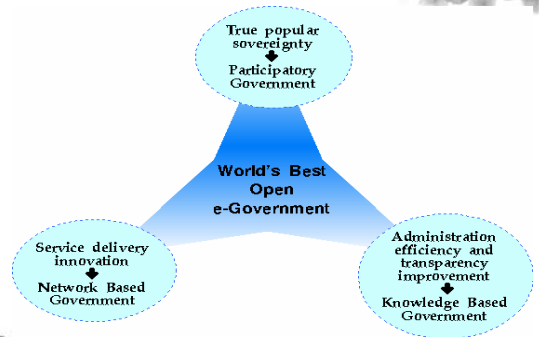 True popular
sovereignty
Participatory
Government
World's Best
Open
e-Government
Service delivery
innovation
Network Based
Government
Administration
efficiency and
transparency
improvement
Knowledge Based
Government